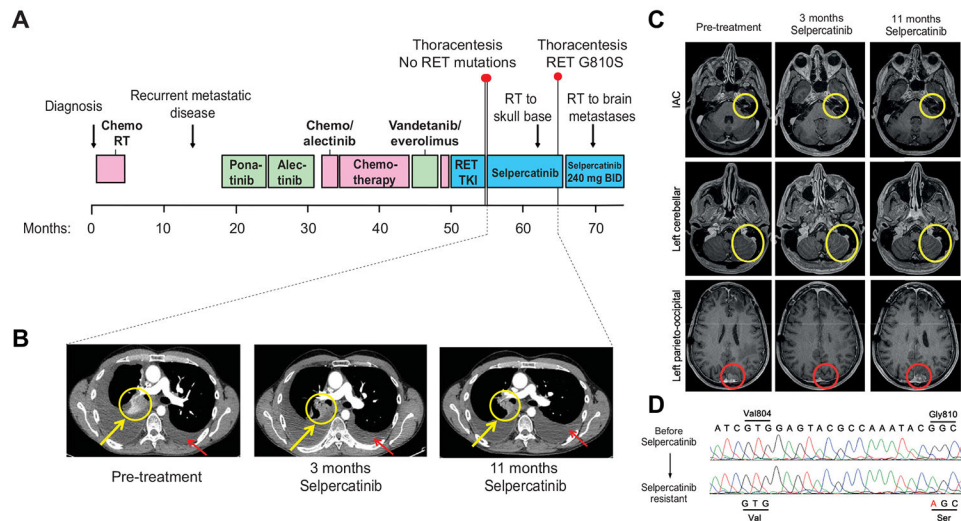 A
Thoracentesis
No RET mutations
Thoracentesis
RET G810S
Diagnosis
Chemo
RT
Recurrent metastatic
disease
Chemo/
alectinib
Vandetanib/
everolimus
RT to
skull base
RT to brain
metastases
Pona-
tinib
Alec-
tinib
Chemo-
therapy
RET
TKI
Selpercatinib
Selpercatinib
240 mg BID
Months:
0
10
20
30
40
50
60
70
B
Pre-treatment
3 months
Selpercatinib
11 months
Selpercatinib
C
Pre-treatment
3 months
Selpercatinib
11 months
Selpercatinib
IAC
Left cerebellar
Left parieto-occipital
D
Val804
Gly810
Before
Selpercatinib
A T C G T G G G A G T A C G C C A A A T A C G G C
Selpercatinib
resistant
G T G
A G C
Val
Ser